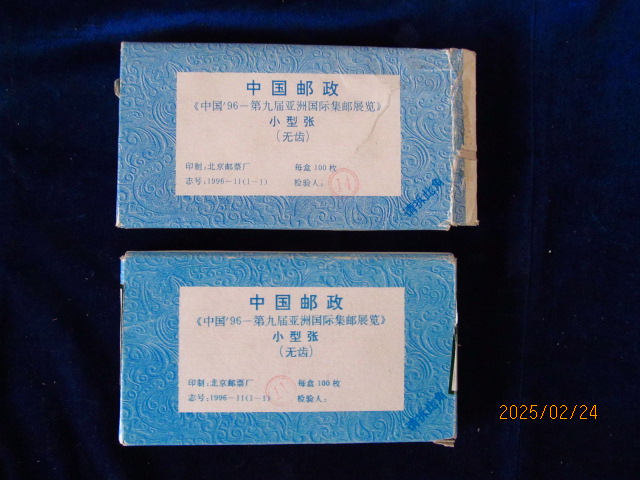 中国邮政
《中国'96－第九届亚洲国际集邮展览》
小型张
(无齿)
印制:北京邮票厂 每盒100枚
志号:1996-11(1-1) 检验人:
11
中国邮政
《中国'96－第九届亚洲国际集邮展览》
小型张
(无齿)
印制:北京邮票厂 每盒100枚
志号:1996-11(1-1) 检验人:
11
2025/02/24